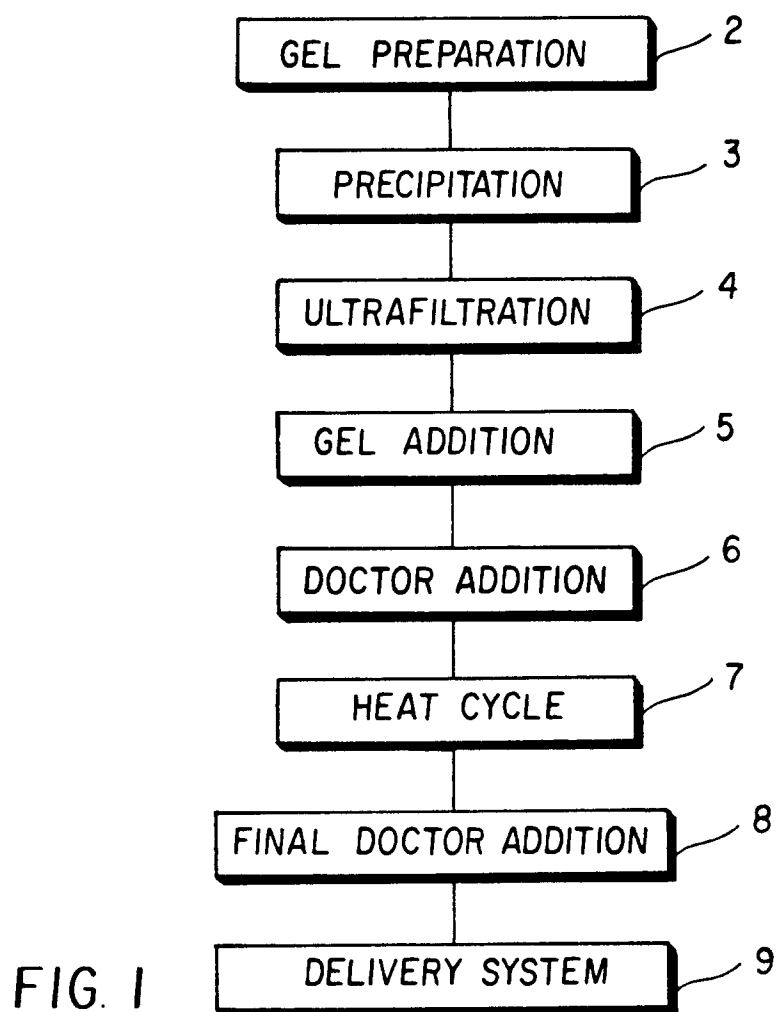 GEL PREPARATION 2
PRECIPITATION 3
ULTRAFILTRATION 4
GEL ADDITION 5
DOCTOR ADDITION 6
HEAT CYCLE 7
FINAL DOCTOR ADDITION 8
DELIVERY SYSTEM 9
FIG. 1